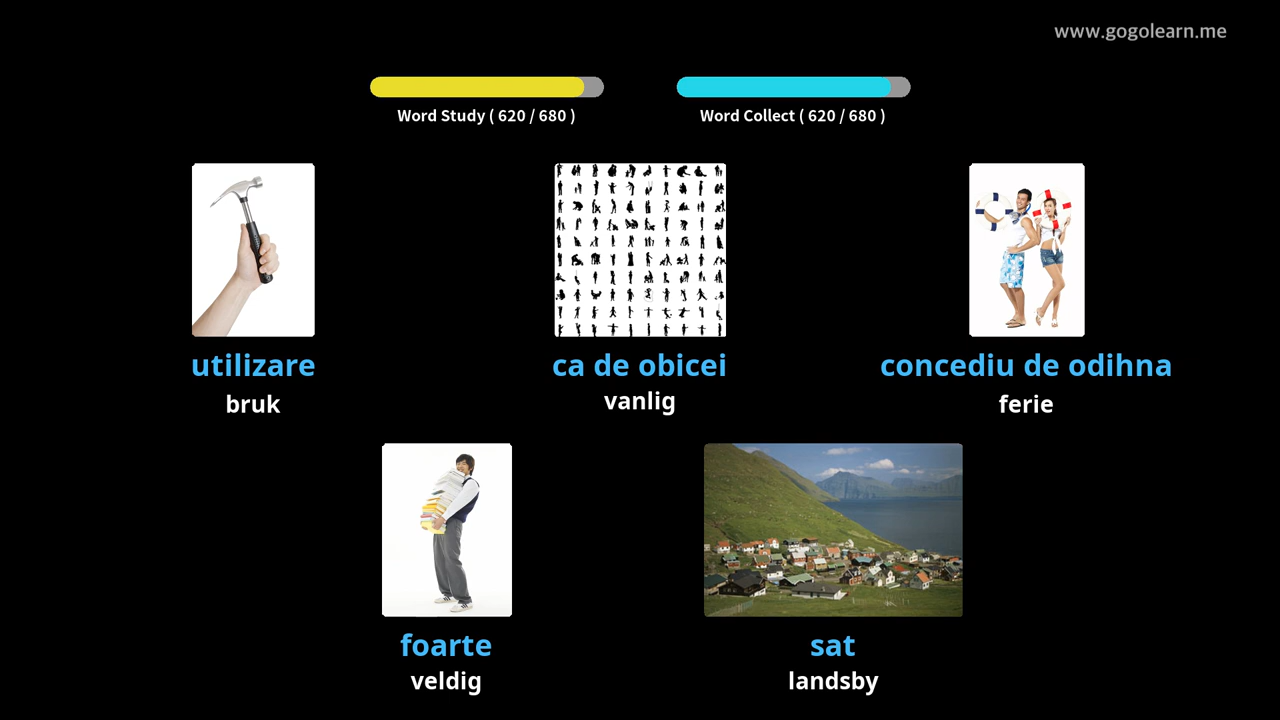 www.gogolearn.me
Word Study ( 620 / 680 )
Word Collect ( 620 / 680 )
utilizare
bruk
ca de obicei
vanlig
concediu de odihna
ferie
foarte
veldig
sat
landsby